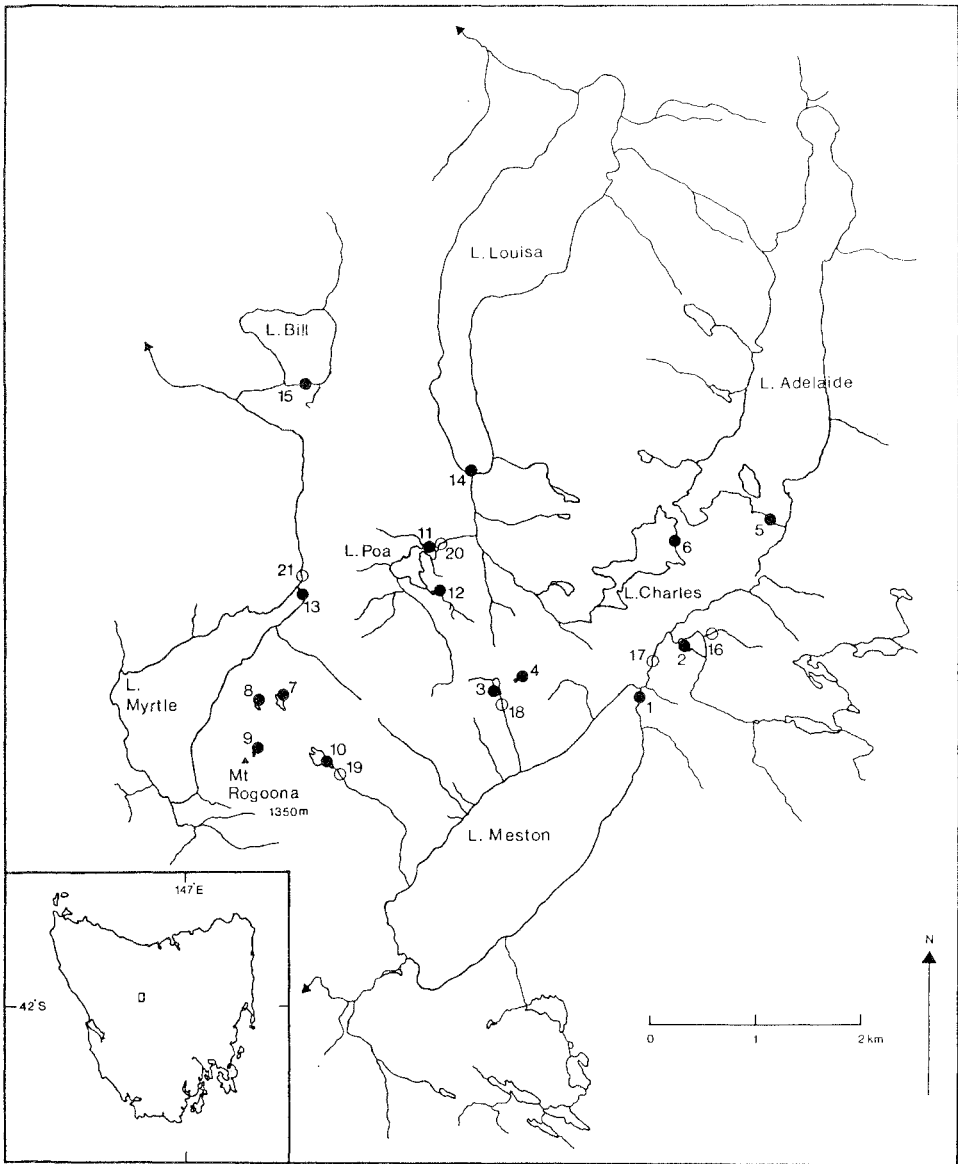 L. Louisa
L. Bill
L. Adelaide
15
14
5
11
20
6
L. Poa
12
21
13
L. Charles
16
2
17
L.
Myrtle
4
8
7
3
18
1
9
10
19
Mt
Rogoona
1350m
L. Meston
147°E
42°S
N
0
1
2 km